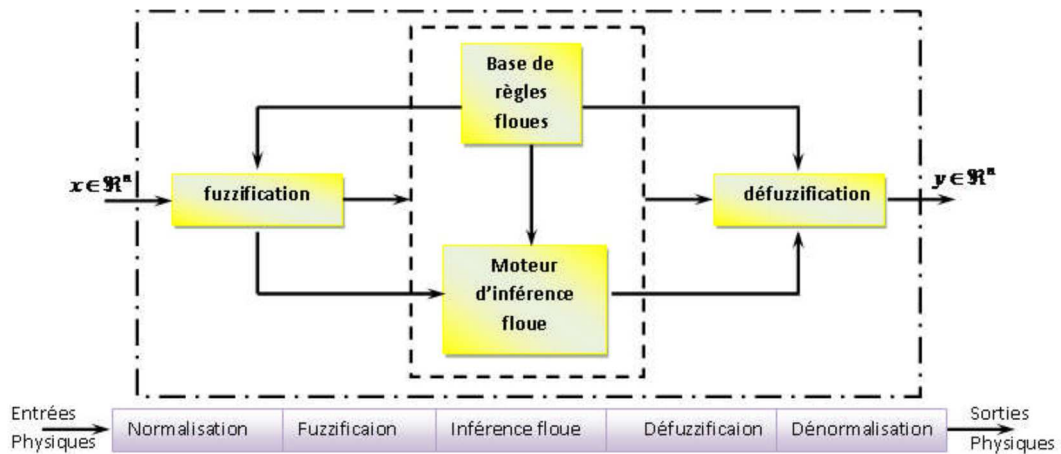 Base de
règles
floues
x∈ℜⁿ
fuzzification
défuzzification
y∈ℜⁿ
Moteur
d'inférence
floue
Entrées
Physiques
Normalisation
Fuzzificaion
Inférence floue
Défuzzificaion
Dénormalisation
Sorties
Physiques